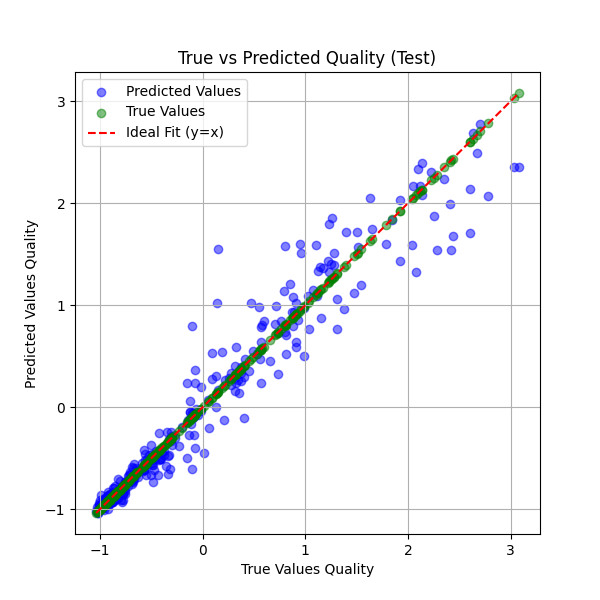 True vs Predicted Quality (Test)
Predicted Values
True Values
Ideal Fit (y=x)
Predicted Values Quality
3
2
1
0
−1
−1 0 1 2 3
True Values Quality